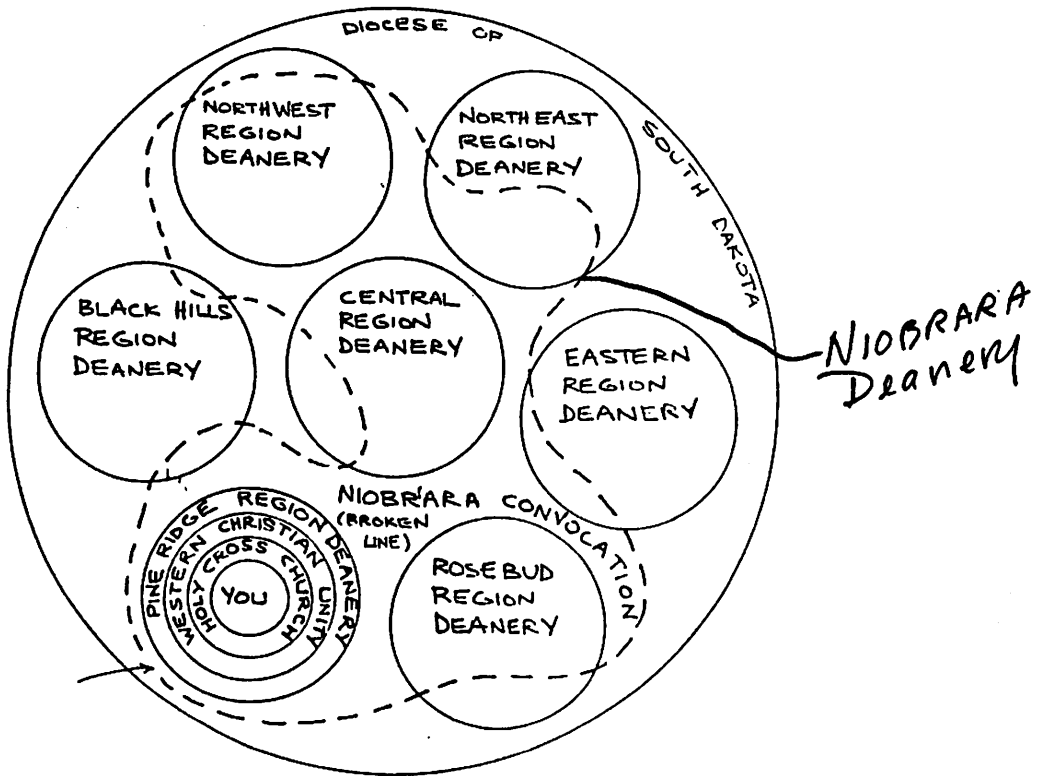 DIOCESE OF
SOUTH DAKOTA
NORTHWEST
REGION
DEANERY
NORTHEAST
REGION
DEANERY
BLACK HILLS
REGION
DEANERY
CENTRAL
REGION
DEANERY
EASTERN
REGION
DEANERY
NIOBRARA
Deanery
NIOBRARA CONVOCATION
(BROKEN
LINE)
PINE RIDGE REGION DEANERY
WESTERN CHRISTIAN UNITY
HOLY CROSS CHURCH
YOU
ROSEBUD
REGION
DEANERY